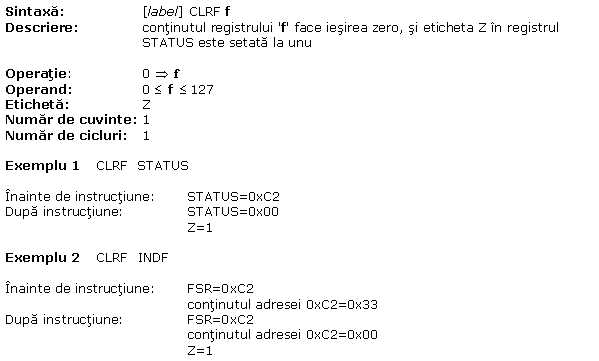 Sintaxă: [label] CLRF f
Descriere: conţinutul registrului 'f' face ieşirea zero, şi eticheta Z în registrul
STATUS este setată la unu
Operaţie: 0 ⇒ f
Operand: 0 ≤ f ≤ 127
Etichetă: Z
Număr de cuvinte: 1
Număr de cicluri: 1
Exemplu 1 CLRF STATUS
Înainte de instrucţiune: STATUS=0xC2
După instrucţiune: STATUS=0x00
Z=1
Exemplu 2 CLRF INDF
Înainte de instrucţiune: FSR=0xC2
conţinutul adresei 0xC2=0x33
După instrucţiune: FSR=0xC2
conţinutul adresei 0xC2=0x00
Z=1